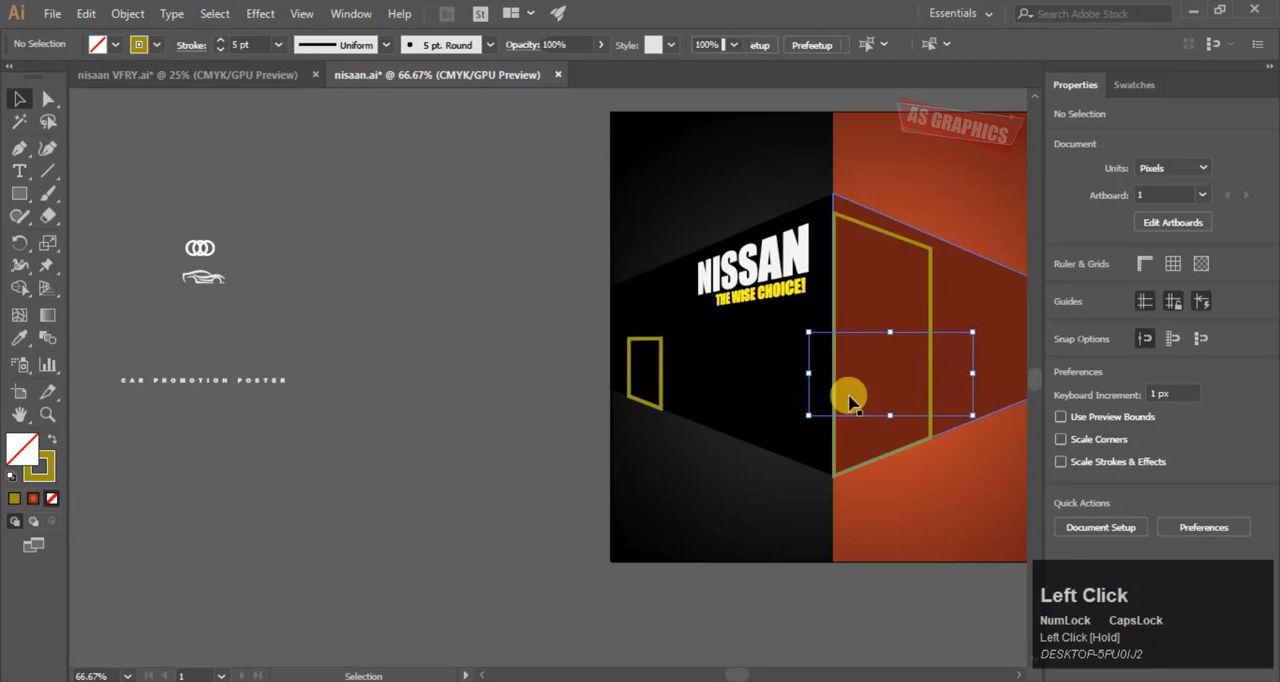 Ai File Edit Object Type Select Effect View Window Help Br St Essentials Search Adobe Stock
No Selection Stroke: 5 pt Uniform 5 pt. Round Opacity: 100% Style: 100% etup Prefeetup
nisaan VFRY.ai* @ 25% (CMYK/GPU Preview) × nisaan.ai* @ 66.67% (CMYK/GPU Preview) ×
Properties Swatches
No Selection
Document
Units: Pixels
Artboard: 1
Edit Artboards
Ruler & Grids
Guides
Snap Options
Preferences
Keyboard Increment: 1 px
Use Preview Bounds
Scale Corners
Scale Strokes & Effects
Quick Actions
Document Setup Preferences
AS GRAPHICS
NISSAN
THE WISE CHOICE!
CAR PROMOTION POSTER
Left Click
NumLock CapsLock
Left Click [Hold]
DESKTOP-5PU0IJ2
66.67% 1 Selection